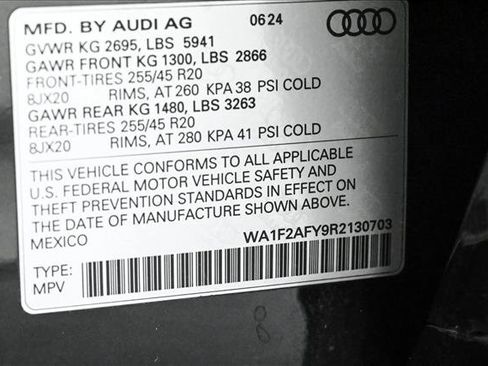 MFD. BY AUDI AG 06:24
GVWR KG 2695, LBS 5941
GAWR FRONT KG 1300, LBS 2866
FRONT-TIRES 255/45 R20
8JX20 RIMS, AT 260 KPA 38 PSI COLD
GAWR REAR KG 1480, LBS 3263
REAR-TIRES 255/45 R20
8JX20 RIMS, AT 280 KPA 41 PSI COLD
THIS VEHICLE CONFORMS TO ALL APPLICABLE
U.S. FEDERAL MOTOR VEHICLE SAFETY AND
THEFT PREVENTION STANDARDS IN EFFECT ON
THE DATE OF MANUFACTURE SHOWN ABOVE.
MEXICO WA1F2AFY9R2130703
TYPE:
MPV